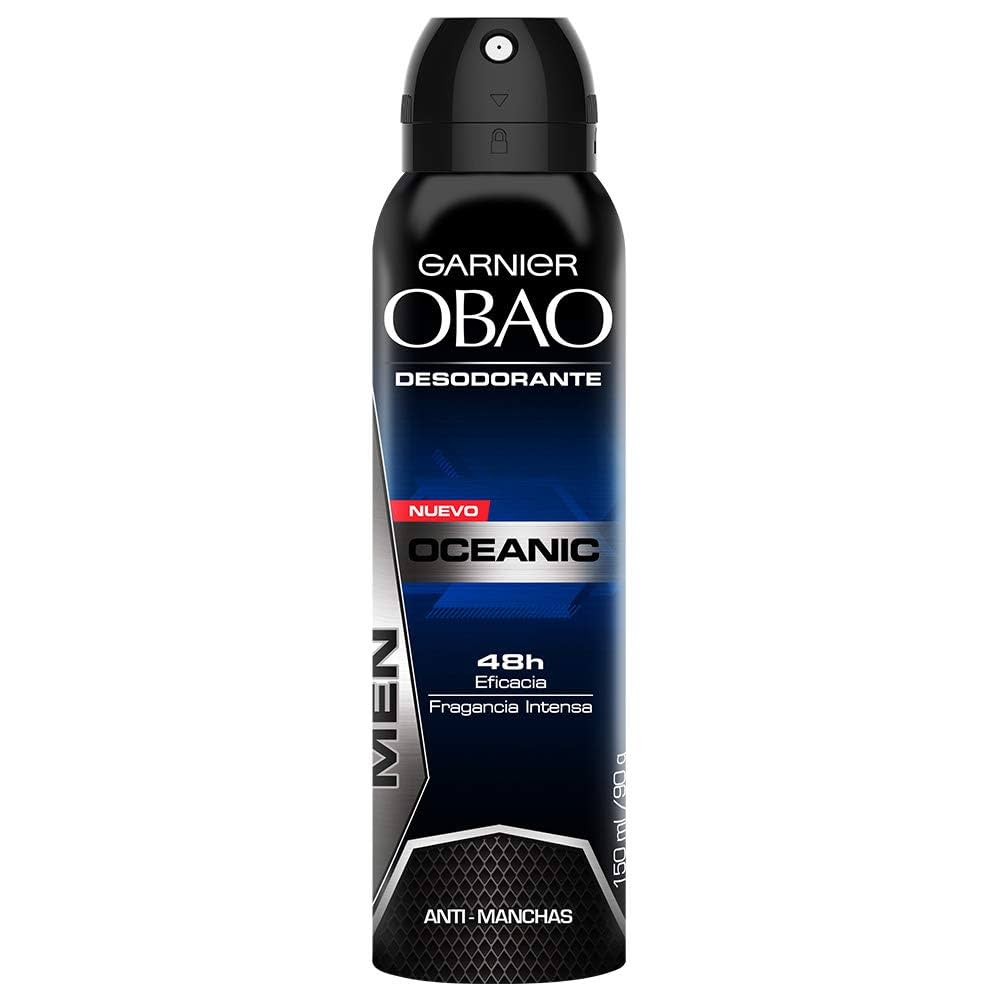 GARNIER
OBAO
DESODORANTE
NUEVO
OCEANIC
48h
Eficacia
Fragancia Intensa
MEN
150 ml / 90 g
ANTI-MANCHAS